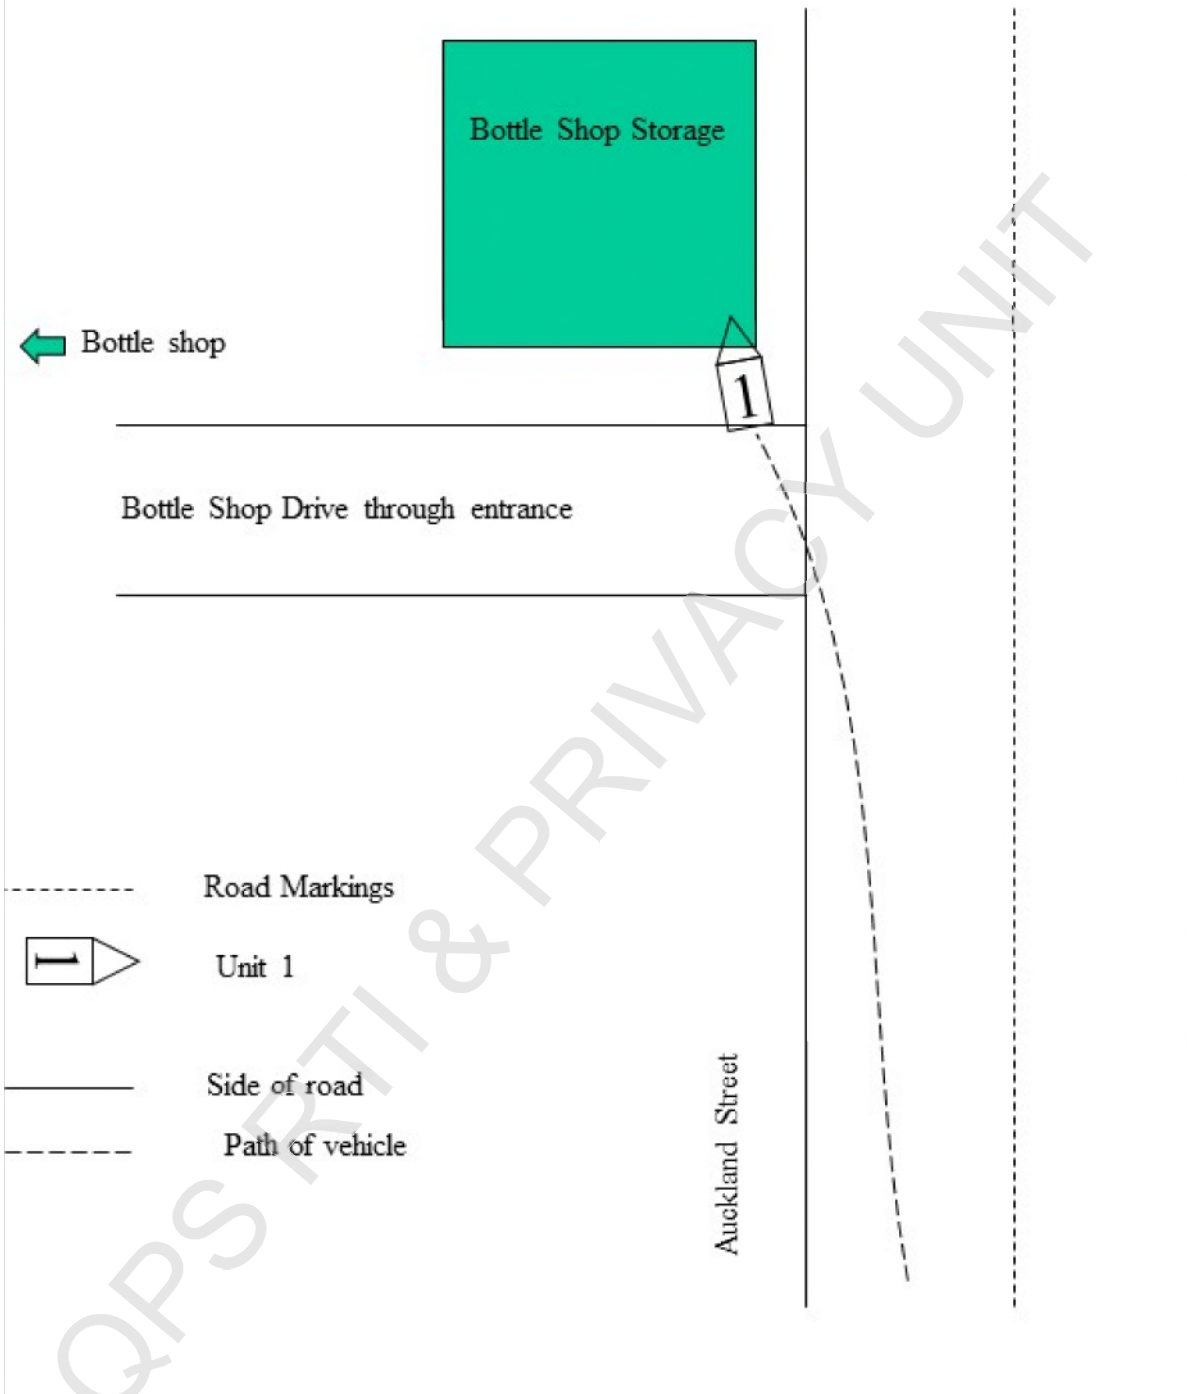 Bottle Shop Storage
Bottle shop
1
Bottle Shop Drive through entrance
Road Markings
1
Unit 1
Side of road
Path of vehicle
Auckland Street
QPS RTI & PRIVACY UNIT